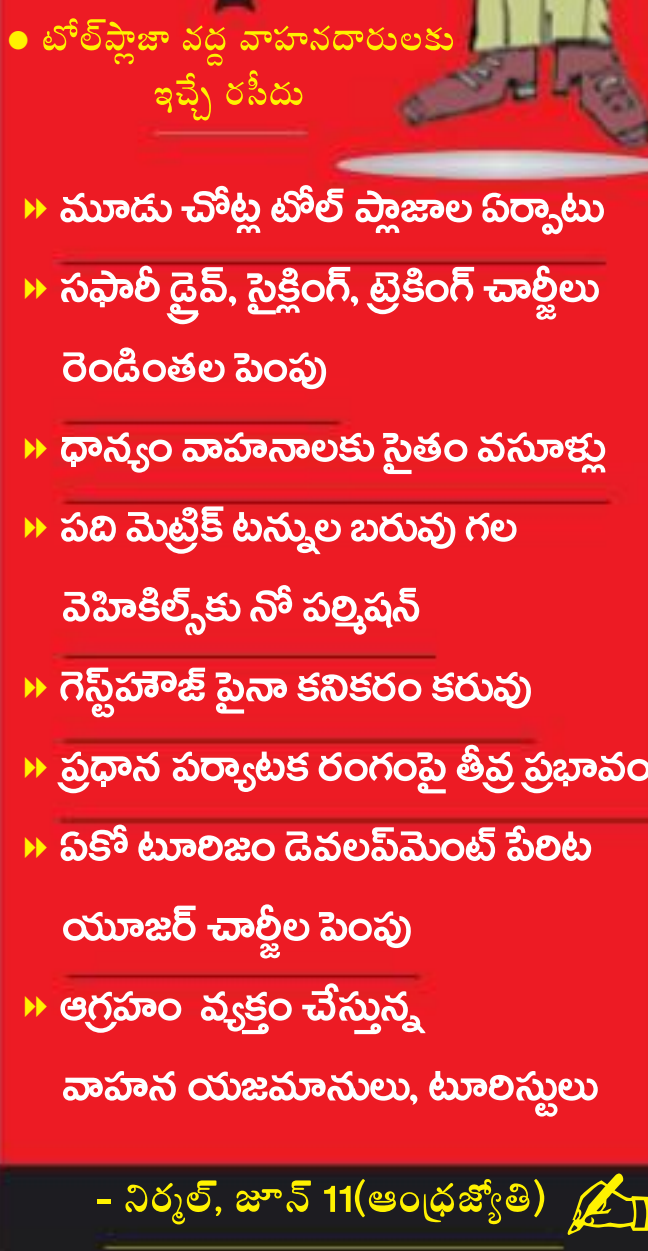 ● టోల్‌ప్లాజా వద్ద వాహనదారులకు
ఇచ్చే రసీదు
» మూడు చోట్ల టోల్ ప్లాజాల ఏర్పాటు
» సఫారీ డ్రైవ్, సైక్లింగ్, ట్రెకింగ్ చార్జీలు
రెండింతల పెంపు
» ధాన్యం వాహనాలకు సైతం వసూళ్లు
» పది మెట్రిక్ టన్నుల బరువు గల
వెహికిల్స్‌కు నో పర్మిషన్
» గెస్ట్‌హౌజ్ పైనా కనికరం కరువు
» ప్రధాన పర్యాటక రంగంపై తీవ్ర ప్రభావం
» ఏకో టూరిజం డెవలప్‌మెంట్ పేరిట
యూజర్ చార్జీల పెంపు
» ఆగ్రహం వ్యక్తం చేస్తున్న
వాహన యజమానులు, టూరిస్టులు
- నిర్మల్, జూన్ 11(ఆంధ్రజ్యోతి)